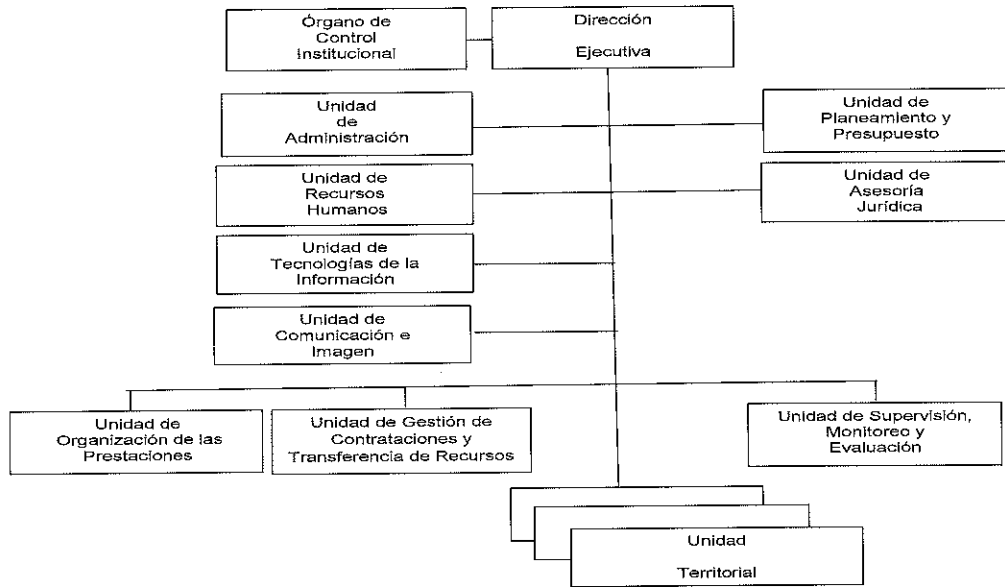 Órgano de
Control
Institucional
Dirección
Ejecutiva
Unidad
de
Administración
Unidad de
Planeamiento y
Presupuesto
Unidad de
Recursos
Humanos
Unidad de
Asesoría
Jurídica
Unidad de
Tecnologías de la
Información
Unidad de
Comunicación e
Imagen
Unidad de
Organización de las
Prestaciones
Unidad de Gestión de
Contrataciones y
Transferencia de Recursos
Unidad de Supervisión,
Monitoreo y
Evaluación
Unidad
Territorial